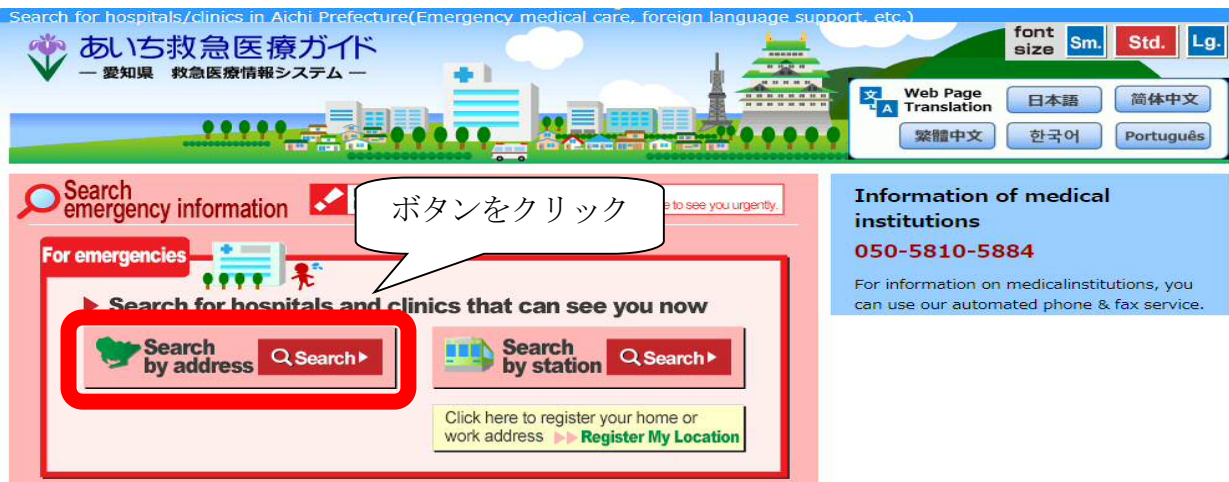 Search for hospitals/clinics in Aichi Prefecture(Emergency medical care, foreign language support, etc.)
あいち救急医療ガイド
― 愛知県 救急医療情報システム ―
font size
Sm.
Std.
Lg.
Web Page Translation
日本語
简体中文
繁體中文
한국어
Português
Search
emergency information
ボタンをクリック
to see you urgently.
For emergencies
Search for hospitals and clinics that can see you now
Search
by address
Search
Search
by station
Search
Click here to register your home or
work address Register My Location
Information of medical
institutions
050-5810-5884
For information on medicalinstitutions, you
can use our automated phone & fax service.